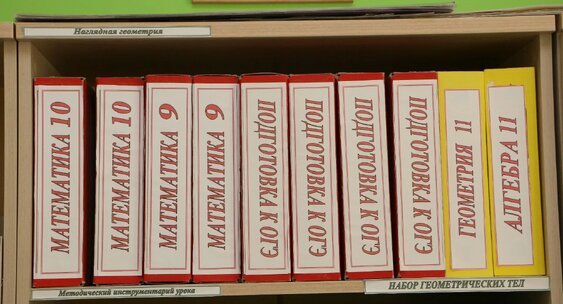 Наглядная геометрия
МАТЕМАТИКА 10
МАТЕМАТИКА 10
МАТЕМАТИКА 9
МАТЕМАТИКА 9
ПОДГОТОВКА К ОГЭ
ПОДГОТОВКА К ОГЭ
ПОДГОТОВКА К ОГЭ
ПОДГОТОВКА К ОГЭ
ГЕОМЕТРИЯ 11
АЛГЕБРА 11
Методический инструментарий урока
НАБОР ГЕОМЕТРИЧЕСКИХ ТЕЛ